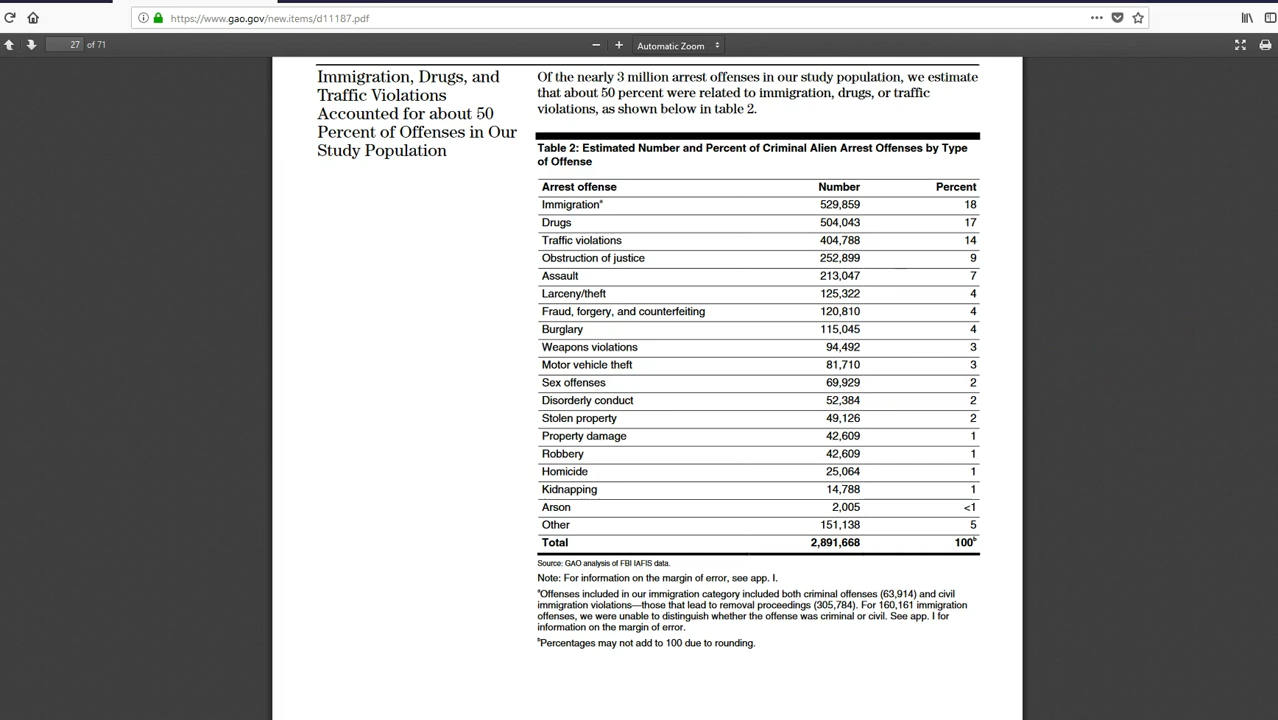 https://www.gao.gov/new.items/d11187.pdf
27 of 71
Automatic Zoom
Immigration, Drugs, and
Traffic Violations
Accounted for about 50
Percent of Offenses in Our
Study Population
Of the nearly 3 million arrest offenses in our study population, we estimate
that about 50 percent were related to immigration, drugs, or traffic
violations, as shown below in table 2.
Table 2: Estimated Number and Percent of Criminal Alien Arrest Offenses by Type
of Offense
Arrest offense Number Percent
Immigrationᵃ 529,859 18
Drugs 504,043 17
Traffic violations 404,788 14
Obstruction of justice 252,899 9
Assault 213,047 7
Larceny/theft 125,322 4
Fraud, forgery, and counterfeiting 120,810 4
Burglary 115,045 4
Weapons violations 94,492 3
Motor vehicle theft 81,710 3
Sex offenses 69,929 2
Disorderly conduct 52,384 2
Stolen property 49,126 2
Property damage 42,609 1
Robbery 42,609 1
Homicide 25,064 1
Kidnapping 14,788 1
Arson 2,005 <1
Other 151,138 5
Total 2,891,668 100ᵇ
Source: GAO analysis of FBI IAFIS data.
Note: For information on the margin of error, see app. I.
ᵃOffenses included in our immigration category included both criminal offenses (63,914) and civil
immigration violations—those that lead to removal proceedings (305,784). For 160,161 immigration
offenses, we were unable to distinguish whether the offense was criminal or civil. See app. I for
information on the margin of error.
ᵇPercentages may not add to 100 due to rounding.